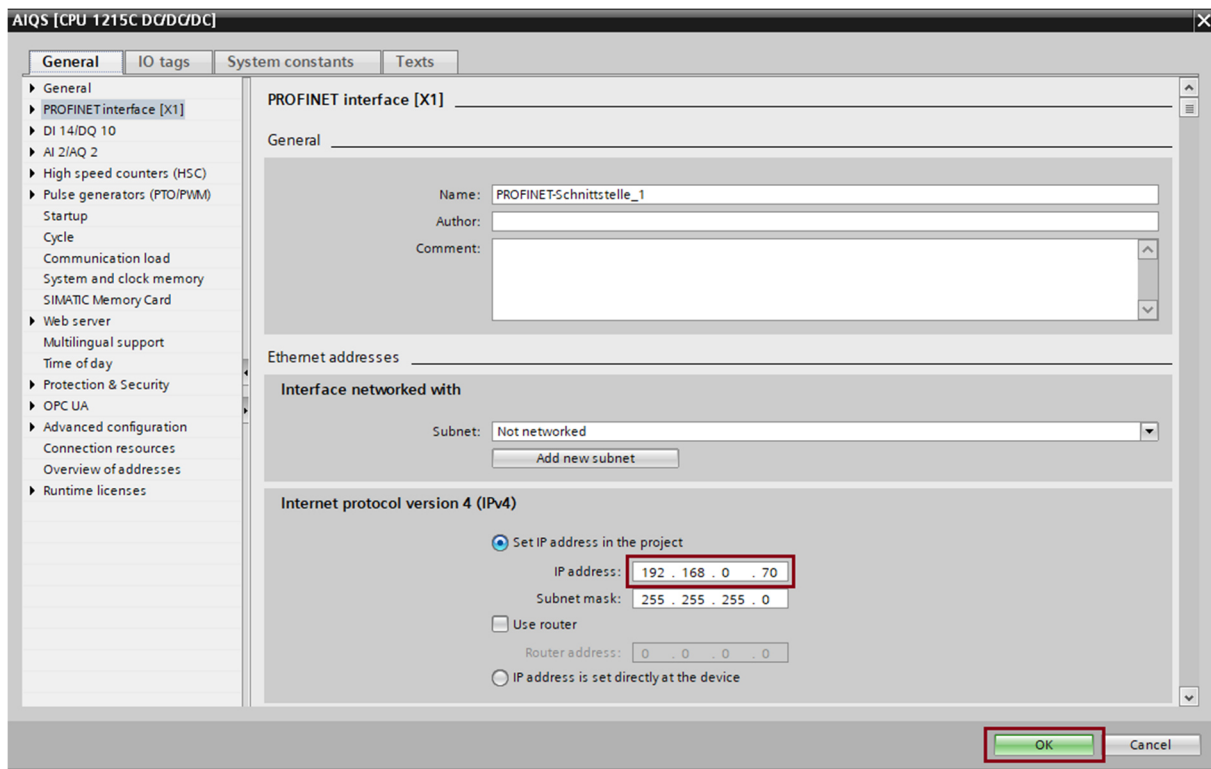 AIQS [CPU 1215C DC/DC/DC]
General IO tags System constants Texts
General
PROFINET interface [X1]
DI 14/DQ 10
AI 2/AQ 2
High speed counters (HSC)
Pulse generators (PTO/PWM)
Startup
Cycle
Communication load
System and clock memory
SIMATIC Memory Card
Web server
Multilingual support
Time of day
Protection & Security
OPC UA
Advanced configuration
Connection resources
Overview of addresses
Runtime licenses
PROFINET interface [X1]
General
Name: PROFINET-Schnittstelle_1
Author:
Comment:
Ethernet addresses
Interface networked with
Subnet: Not networked
Add new subnet
Internet protocol version 4 (IPv4)
Set IP address in the project
IP address: 192 . 168 . 0 . 70
Subnet mask: 255 . 255 . 255 . 0
Use router
Router address: 0 . 0 . 0 . 0
IP address is set directly at the device
OK Cancel